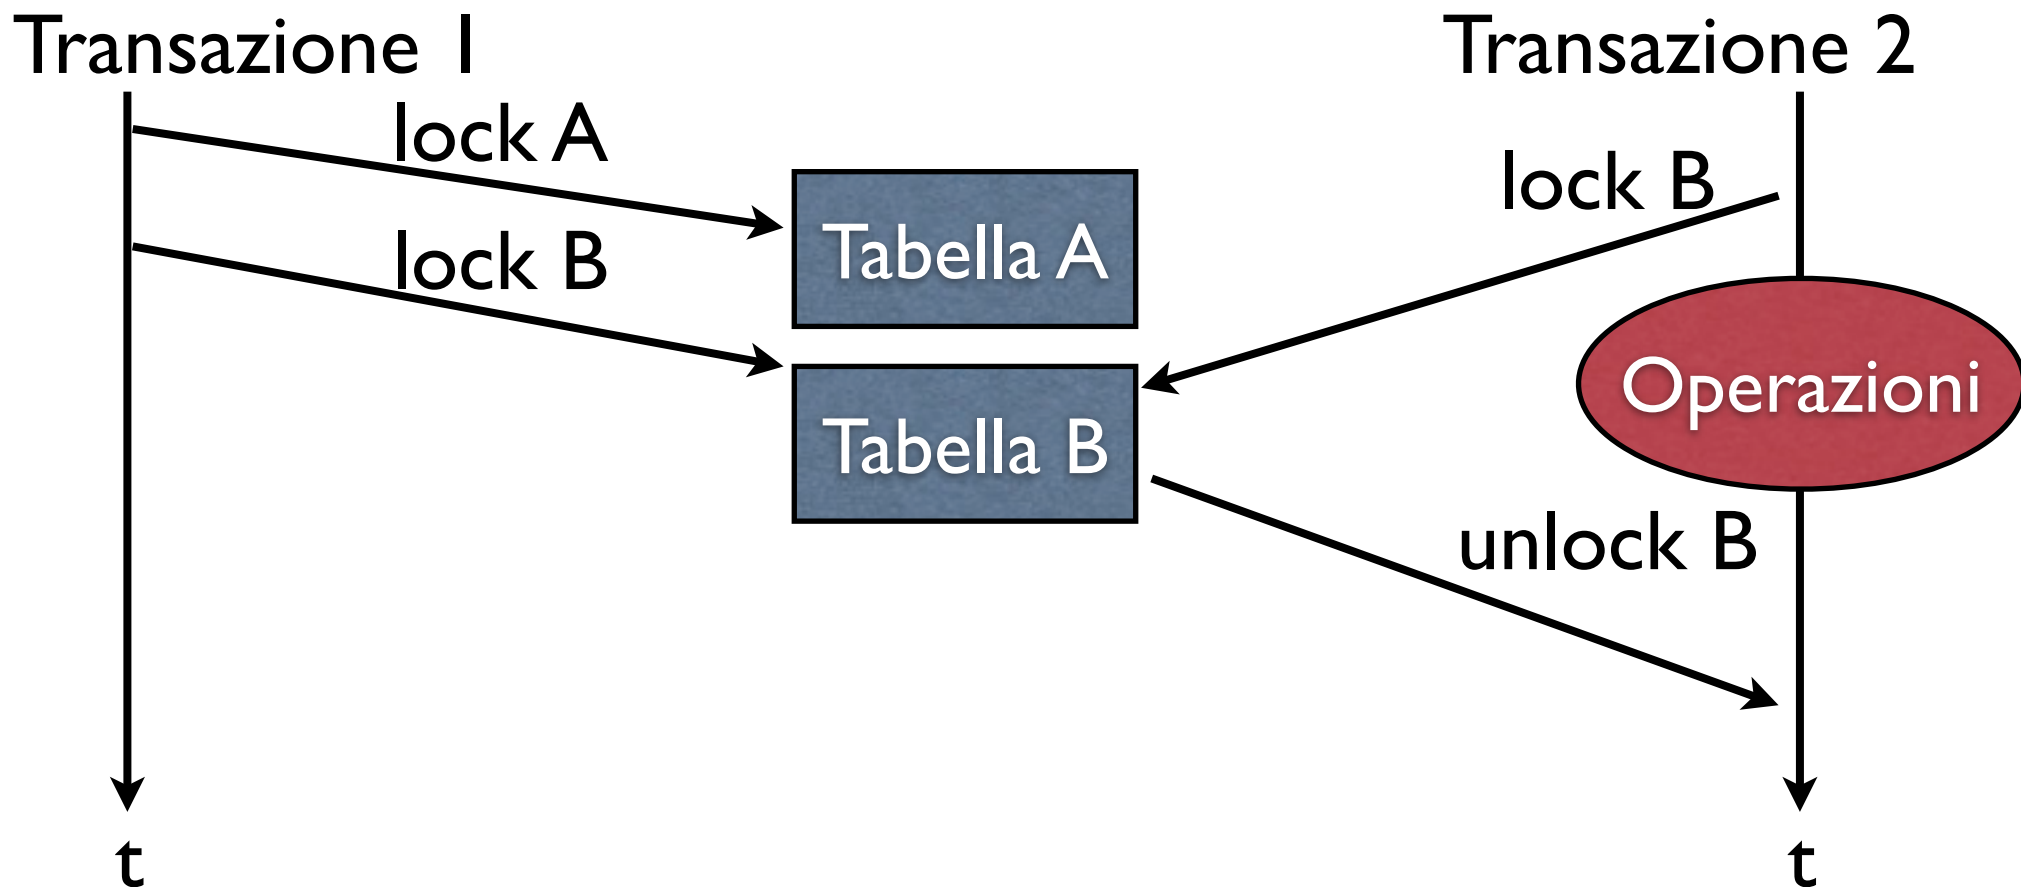 Transazione 1
Transazione 2
lock A
lock B
lock B
Tabella A
Tabella B
Operazioni
unlock B
t
t